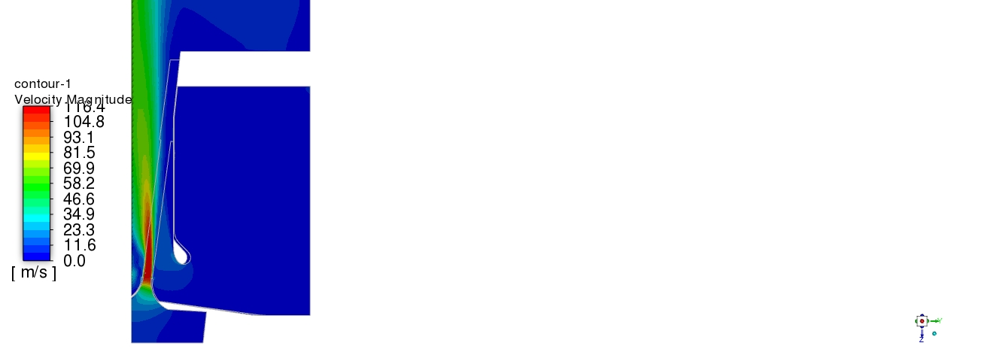 contour-1
Velocity Magnitude
116.4
104.8
93.1
81.5
69.9
58.2
46.6
34.9
23.3
11.6
0.0
[ m/s ]
Y
Z